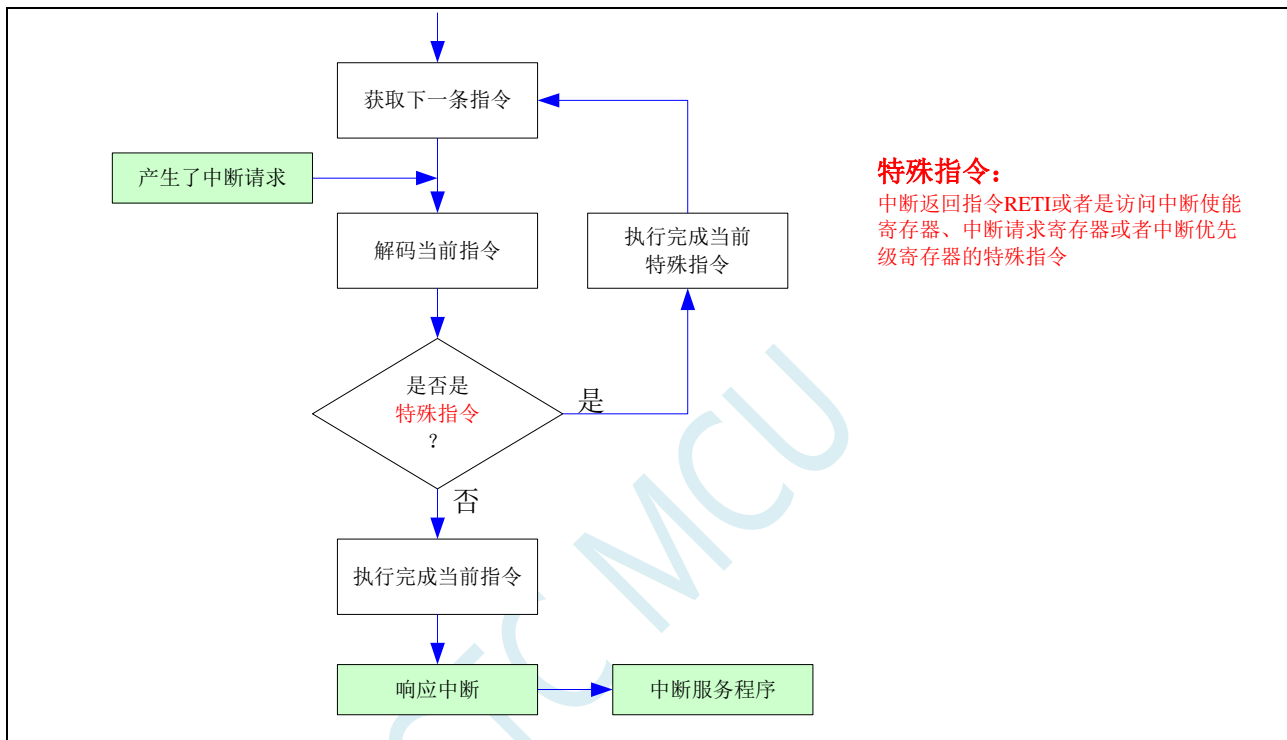 获取下一条指令
产生了中断请求
特殊指令：
中断返回指令RETI或者是访问中断使能
寄存器、中断请求寄存器或者中断优先
级寄存器的特殊指令
解码当前指令
执行完成当前
特殊指令
是否是
特殊指令
？
是
否
执行完成当前指令
响应中断
中断服务程序
STC MCU